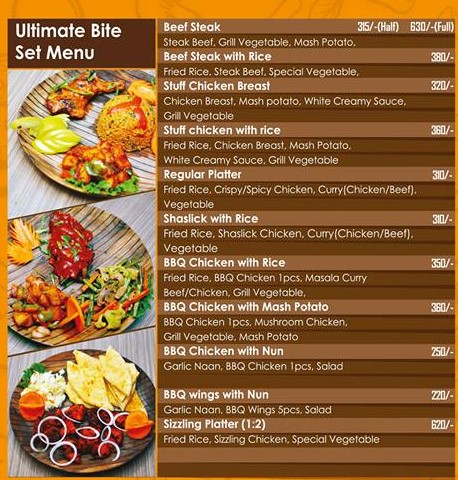 Ultimate Bite
Set Menu
Beef Steak 315/-(Half) 630/-(Full)
Steak Beef, Grill Vegetable, Mash Potato,
Beef Steak with Rice 380/-
Fried Rice, Steak Beef, Special Vegetable,
Stuff Chicken Breast 320/-
Chicken Breast, Mash potato, White Creamy Sauce,
Grill Vegetable
Stuff chicken with rice 360/-
Fried Rice, Chicken Breast, Mash Potato,
White Creamy Sauce, Grill Vegetable
Regular Platter 310/-
Fried Rice, Crispy/Spicy Chicken, Curry(Chicken/Beef),
Vegetable
Shaslick with Rice 310/-
Fried Rice, Shaslick Chicken, Curry(Chicken/Beef),
Vegetable
BBQ Chicken with Rice 350/-
Fried Rice, BBQ Chicken 1pcs, Masala Curry
Beef/Chicken, Grill Vegetable,
BBQ Chicken with Mash Potato 360/-
BBQ Chicken 1pcs, Mushroom Chicken,
Grill Vegetable, Mash Potato
BBQ Chicken with Nun 250/-
Garlic Naan, BBQ Chicken 1pcs, Salad
BBQ wings with Nun 220/-
Garlic Naan, BBQ Wings 5pcs, Salad
Sizzling Platter (1:2) 620/-
Fried Rice, Sizzling Chicken, Special Vegetable